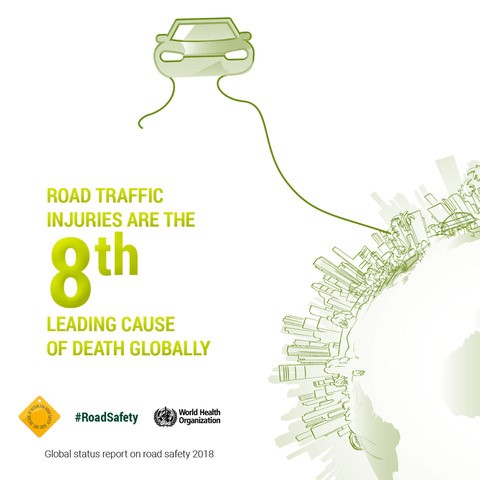 ROAD TRAFFIC
INJURIES ARE THE
8th
LEADING CAUSE
OF DEATH GLOBALLY
#RoadSafety
World Health
Organization
Global status report on road safety 2018